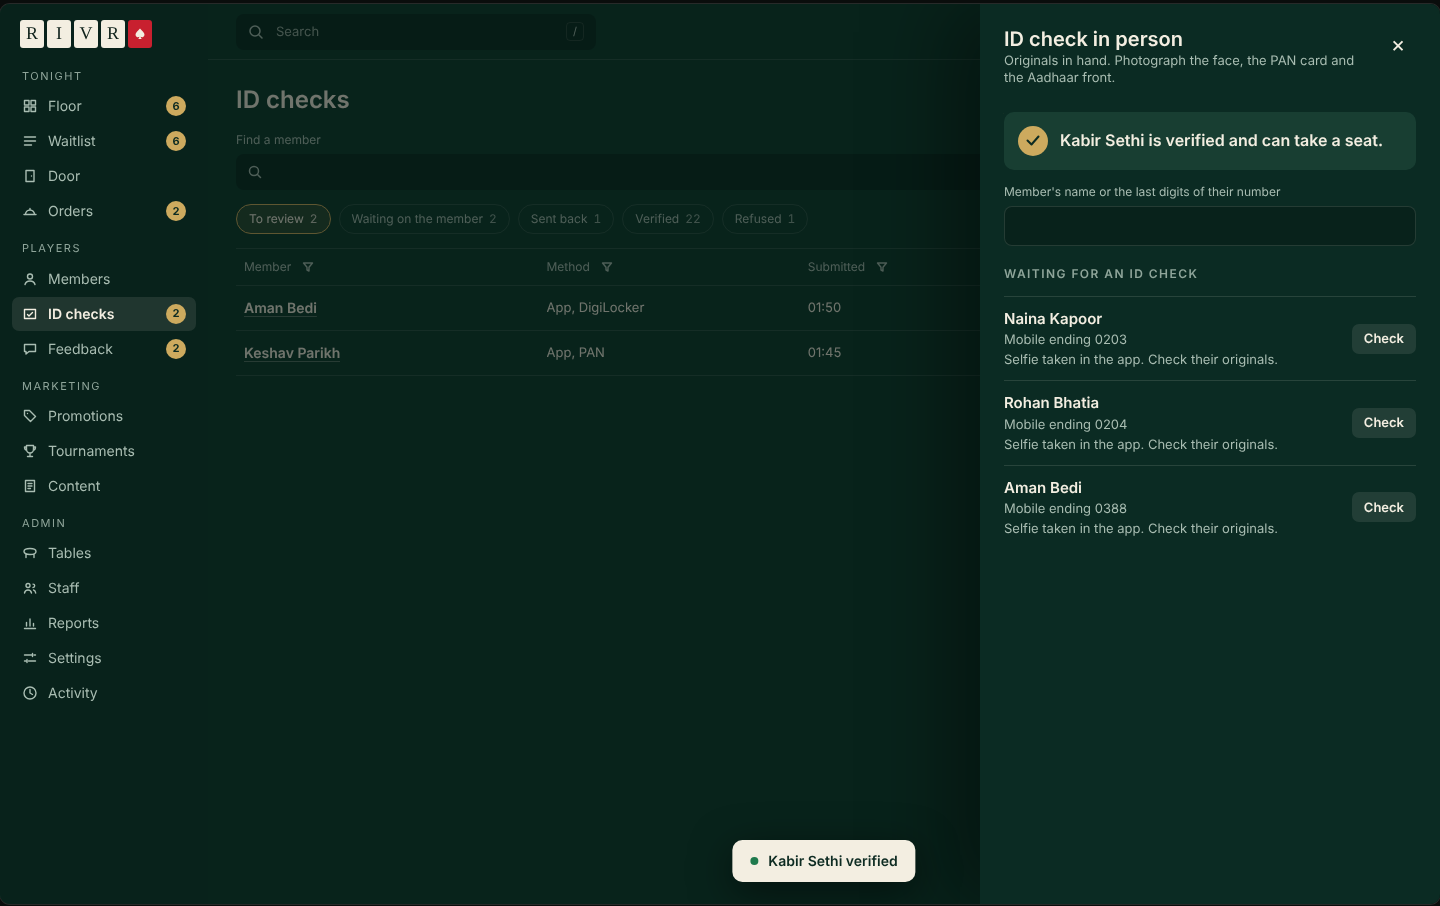 RIVR
TONIGHT
Floor 6
Waitlist 6
Door
Orders 2
PLAYERS
Members
ID checks 2
Feedback 2
MARKETING
Promotions
Tournaments
Content
ADMIN
Tables
Staff
Reports
Settings
Activity
Search /
ID checks
Find a member
To review 2 Waiting on the member 2 Sent back 1 Verified 22 Refused 1
Member Method Submitted
Aman Bedi App, DigiLocker 01:50
Keshav Parikh App, PAN 01:45
ID check in person
Originals in hand. Photograph the face, the PAN card and
the Aadhaar front.
Kabir Sethi is verified and can take a seat.
Member's name or the last digits of their number
WAITING FOR AN ID CHECK
Naina Kapoor
Mobile ending 0203
Selfie taken in the app. Check their originals.
Check
Rohan Bhatia
Mobile ending 0204
Selfie taken in the app. Check their originals.
Check
Aman Bedi
Mobile ending 0388
Selfie taken in the app. Check their originals.
Check
Kabir Sethi verified